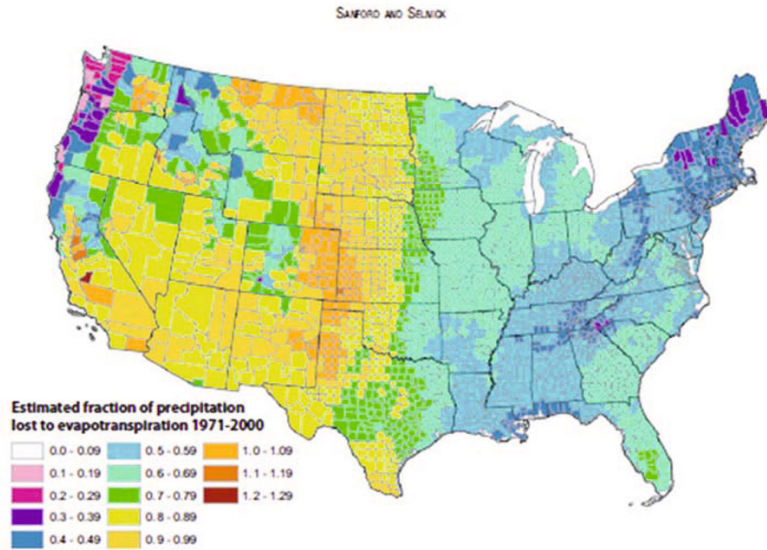 SANFORD AND SELNICK
Estimated fraction of precipitation
lost to evapotranspiration 1971-2000
0.0 - 0.09
0.1 - 0.19
0.2 - 0.29
0.3 - 0.39
0.4 - 0.49
0.5 - 0.59
0.6 - 0.69
0.7 - 0.79
0.8 - 0.89
0.9 - 0.99
1.0 - 1.09
1.1 - 1.19
1.2 - 1.29